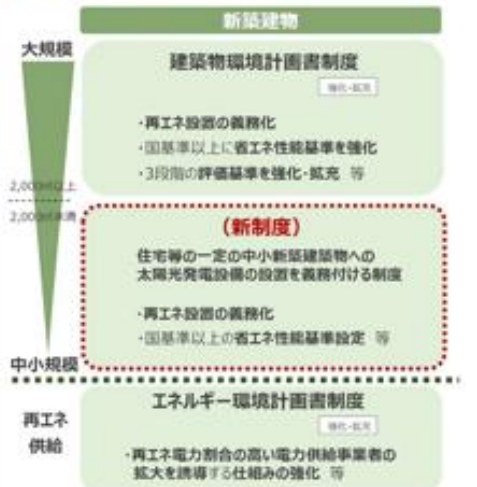 新築建物
大規模
建築物環境計画書制度
強化・拡充
・再エネ設置の義務化
・国基準以上に省エネ性能基準を強化
・3段階の評価基準を強化・拡充 等
2,000㎡以上
2,000㎡未満
(新制度)
住宅等の一定の中小新築建築物への
太陽光発電設備の設置を義務付ける制度
・再エネ設置の義務化
・国基準以上の省エネ性能基準設定 等
中小規模
再エネ
供給
エネルギー環境計画書制度
強化・拡充
・再エネ電力割合の高い電力供給事業者の
拡大を誘導する仕組みの強化 等